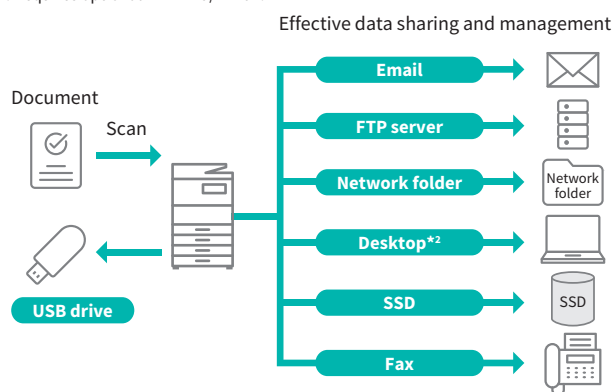 Effective data sharing and management
Document
Scan
USB drive
Email
FTP server
Network folder
Desktop*2
SSD
Fax
Network
folder
SSD